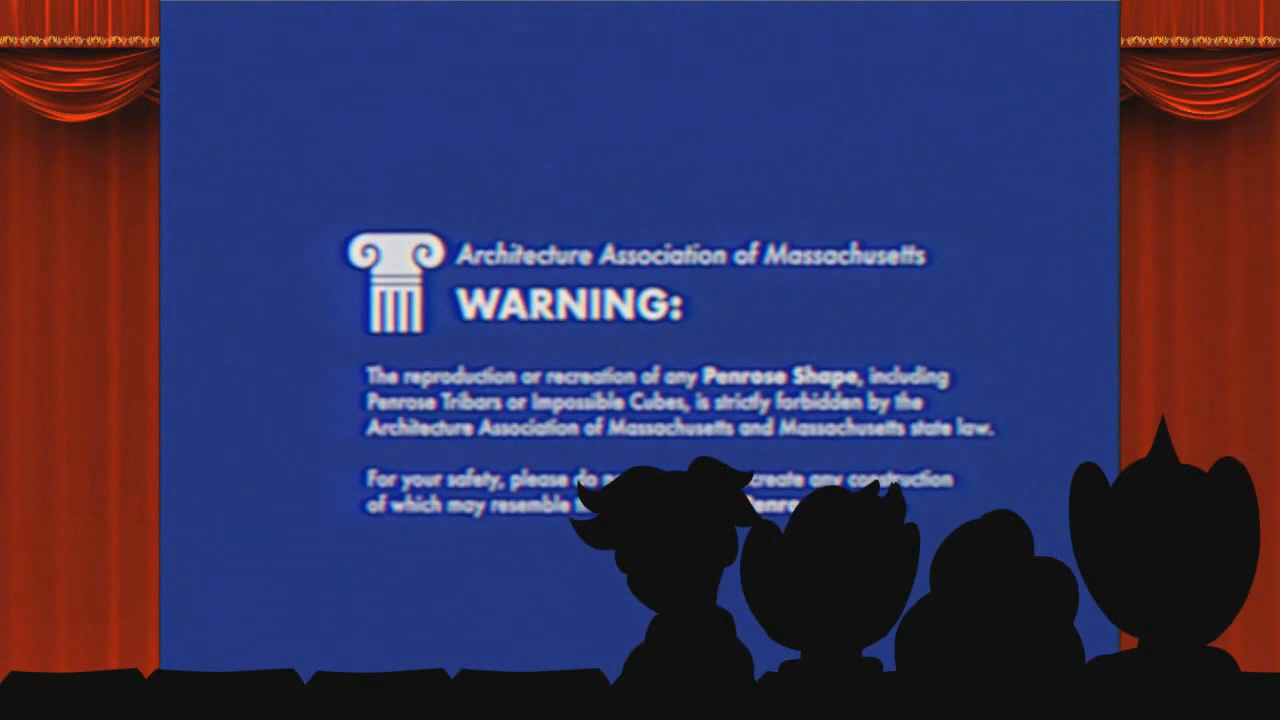 Architecture Association of Massachusetts
WARNING:
The reproduction or recreation of any Penrose Shape, including
Penrose Tribars or Impossible Cubes, is strictly forbidden by the
Architecture Association of Massachusetts and Massachusetts state law.
For your safety, please do create any construction
of which may resemble